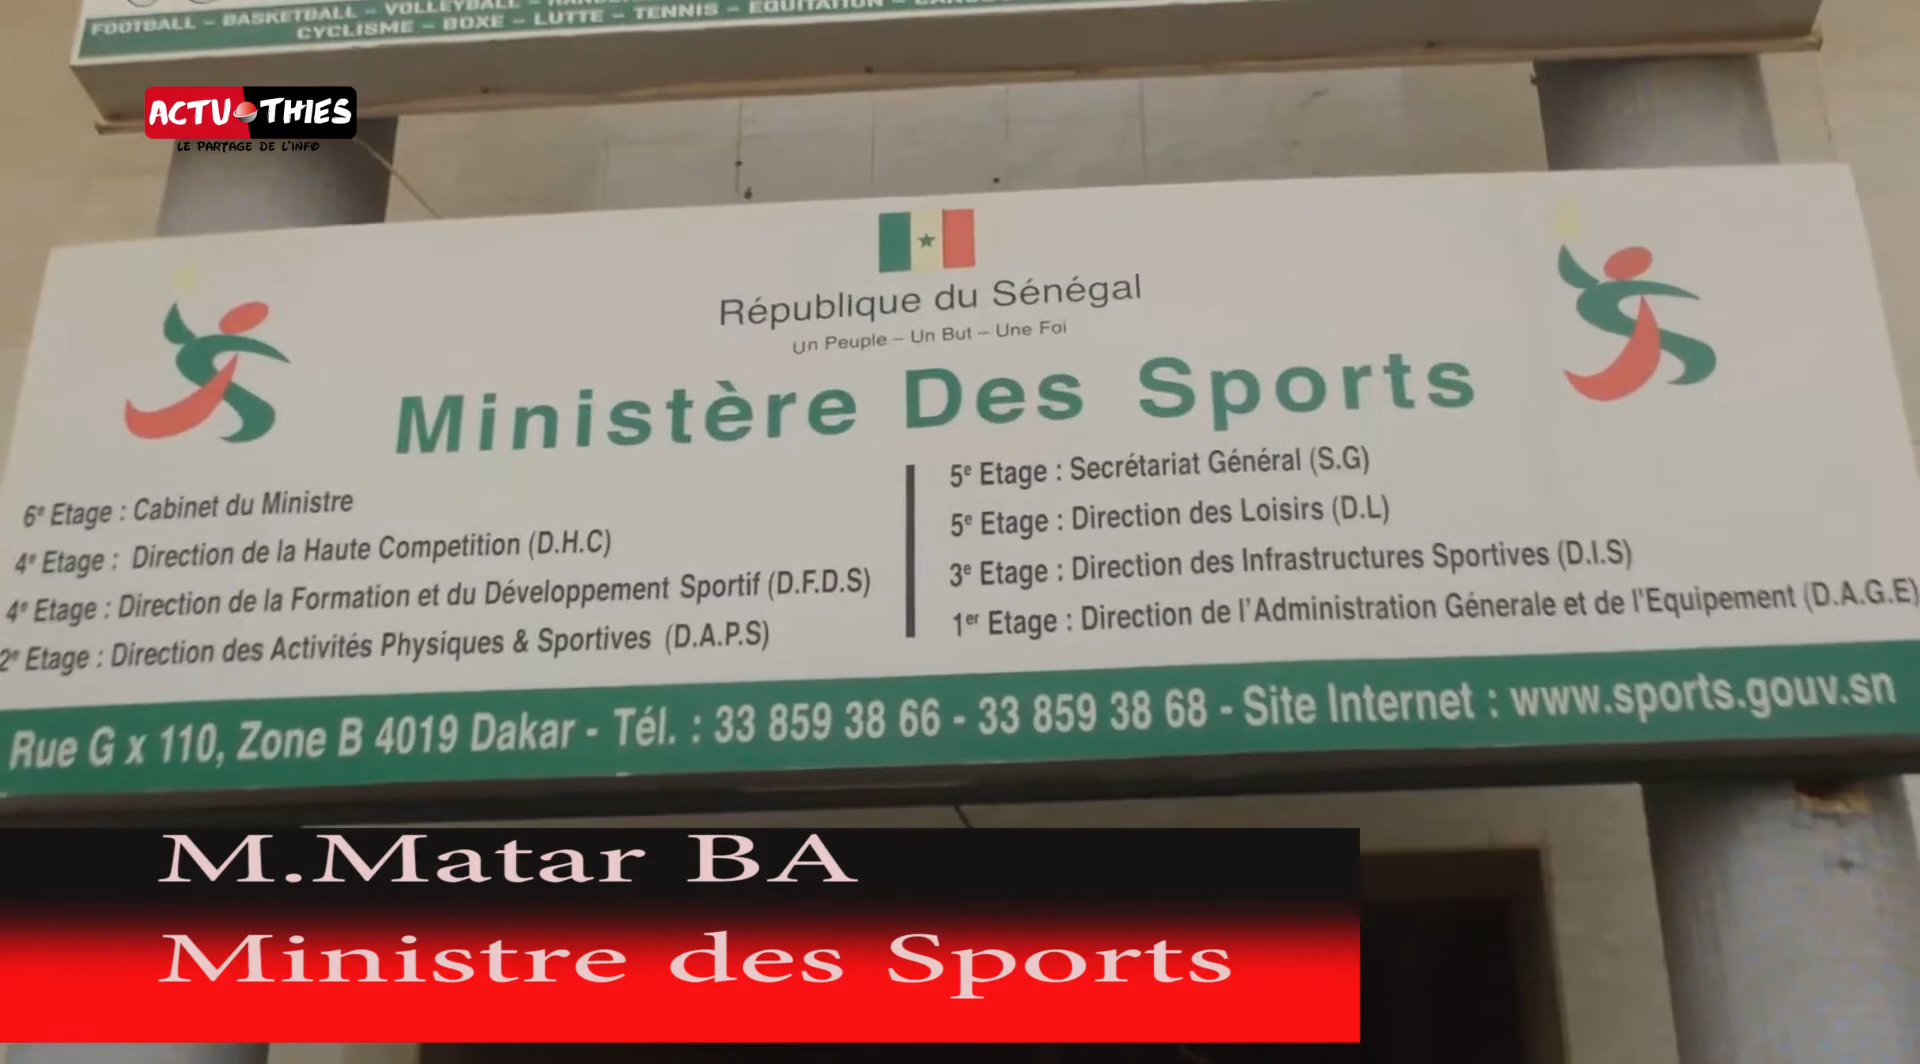 FOOTBALL – BASKETBALL – VOLLEYBALL –
CYCLISME – BOXE – LUTTE – TENNIS – EQUITATION –
ACTU THIES
LE PARTAGE DE L'INFO
République du Sénégal
Un Peuple – Un But – Une Foi
Ministère Des Sports
6e Etage : Cabinet du Ministre
4e Etage : Direction de la Haute Competition (D.H.C)
4e Etage : Direction de la Formation et du Développement Sportif (D.F.D.S)
2e Etage : Direction des Activités Physiques & Sportives (D.A.P.S)
5e Etage : Secrétariat Général (S.G)
5e Etage : Direction des Loisirs (D.L)
3e Etage : Direction des Infrastructures Sportives (D.I.S)
1er Etage : Direction de l'Administration Génerale et de l'Equipement (D.A.G.E)
Rue G x 110, Zone B 4019 Dakar - Tél. : 33 859 38 66 - 33 859 38 68 - Site Internet : www.sports.gouv.sn
M.Matar BA
Ministre des Sports